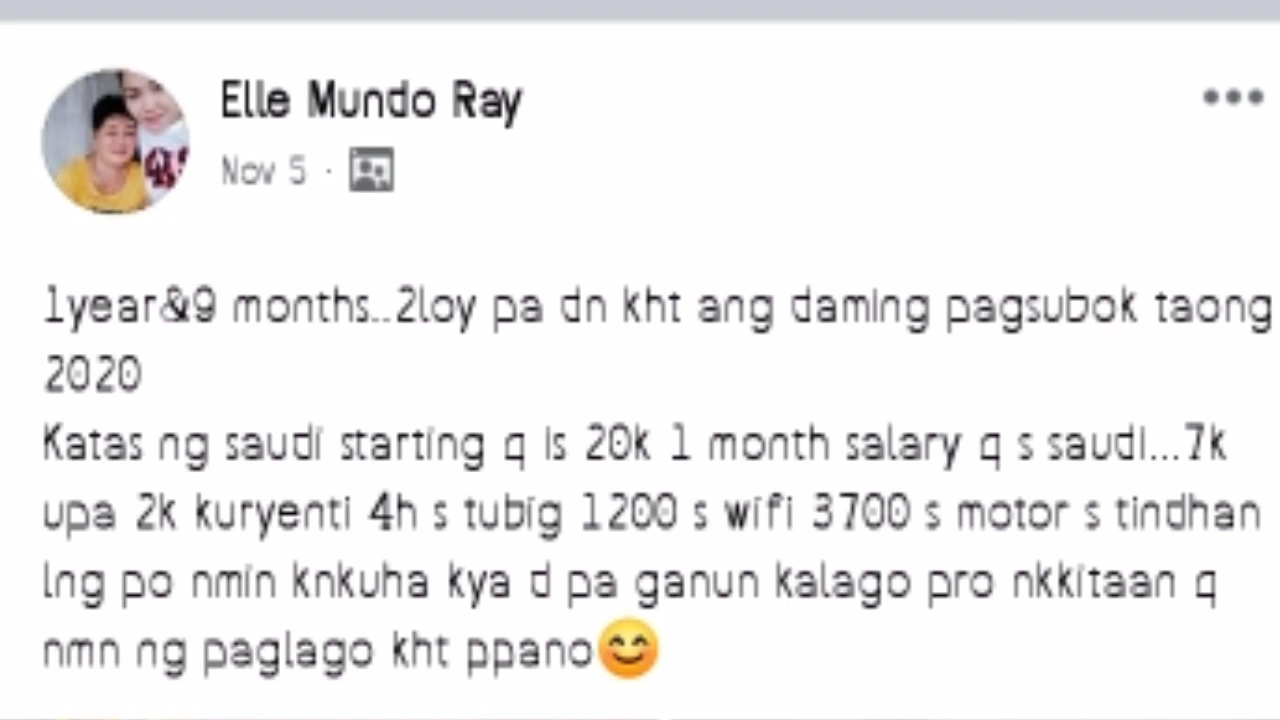 Elle Mundo Ray
Nov 5 ·
1year&9 months..2loy pa dn kht ang daming pagsubok taong
2020
Katas ng saudi starting q is 20k 1 month salary q s saudi...7k
upa 2k kuryenti 4h s tubig 1200 s wifi 3700 s motor s tindhan
lng po nmin knkuha kya d pa ganun kalago pro nkkitaan q
nmn ng paglago kht ppano😊